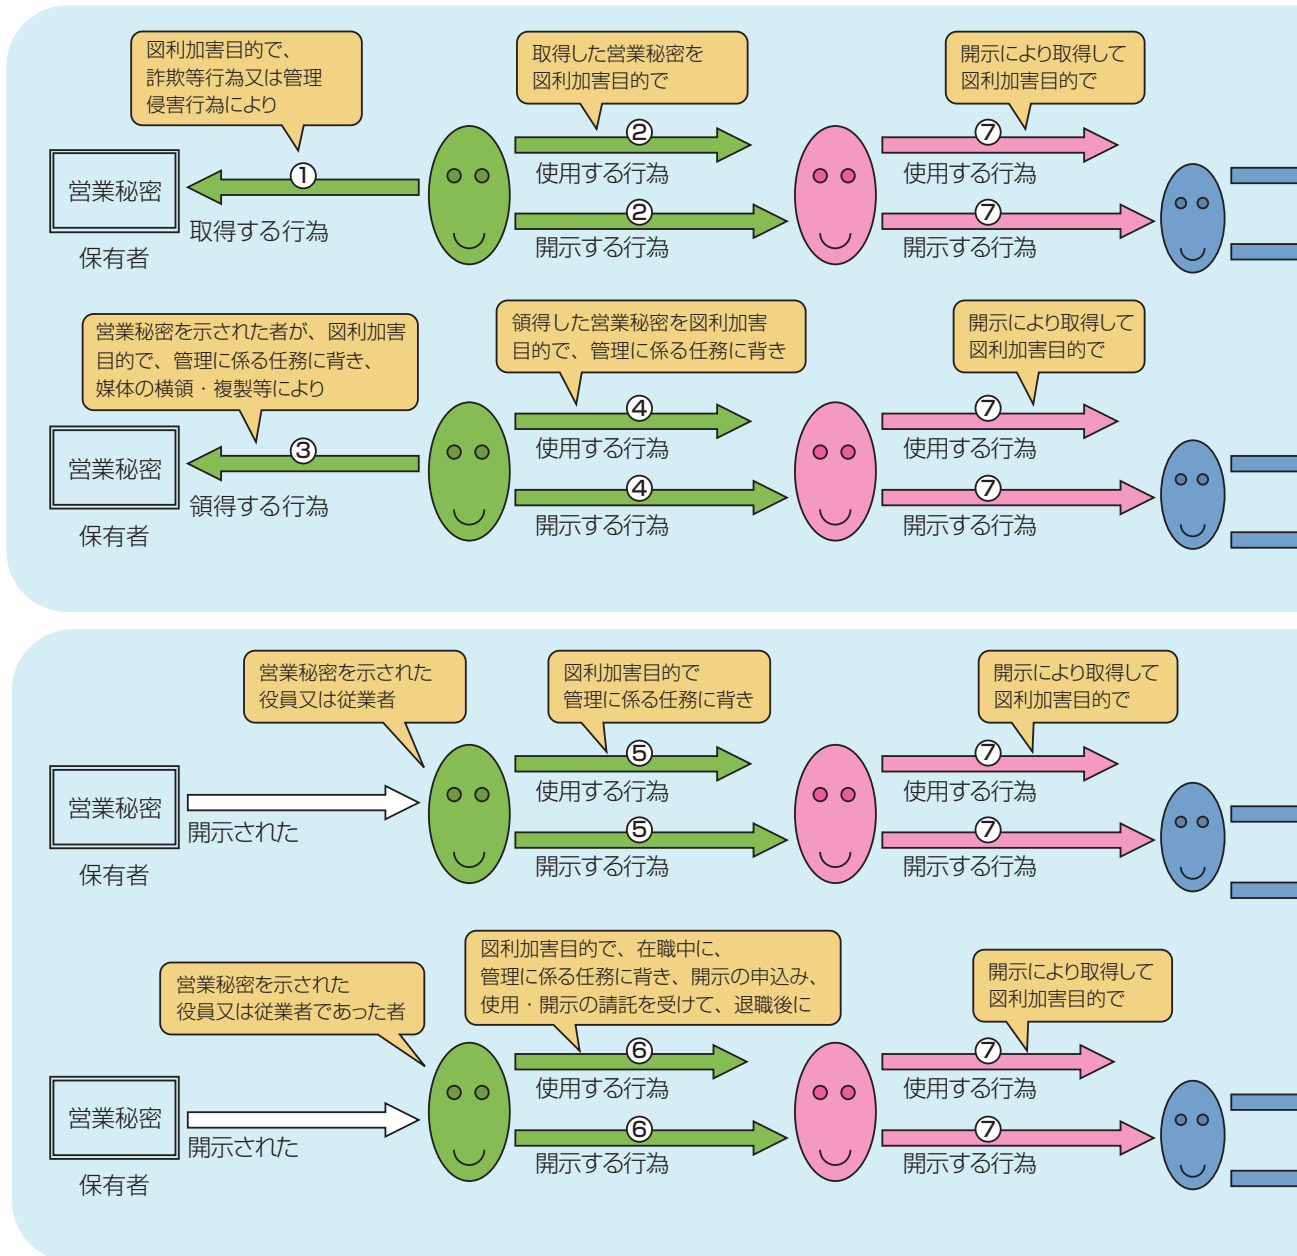 図利加害目的で、
詐欺等行為又は管理
侵害行為により
取得した営業秘密を
図利加害目的で
開示により取得して
図利加害目的で
営業秘密
保有者
①
取得する行為
②
使用する行為
②
開示する行為
⑦
使用する行為
⑦
開示する行為
営業秘密を示された者が、図利加害
目的で、管理に係る任務に背き、
媒体の横領・複製等により
領得した営業秘密を図利加害
目的で、管理に係る任務に背き
開示により取得して
図利加害目的で
営業秘密
保有者
③
領得する行為
④
使用する行為
④
開示する行為
⑦
使用する行為
⑦
開示する行為
営業秘密を示された
役員又は従業者
図利加害目的で
管理に係る任務に背き
開示により取得して
図利加害目的で
営業秘密
保有者
開示された
⑤
使用する行為
⑤
開示する行為
⑦
使用する行為
⑦
開示する行為
営業秘密を示された
役員又は従業者であった者
図利加害目的で、在職中に、
管理に係る任務に背き、開示の申込み、
使用・開示の請託を受けて、退職後に
開示により取得して
図利加害目的で
営業秘密
保有者
開示された
⑥
使用する行為
⑥
開示する行為
⑦
使用する行為
⑦
開示する行為